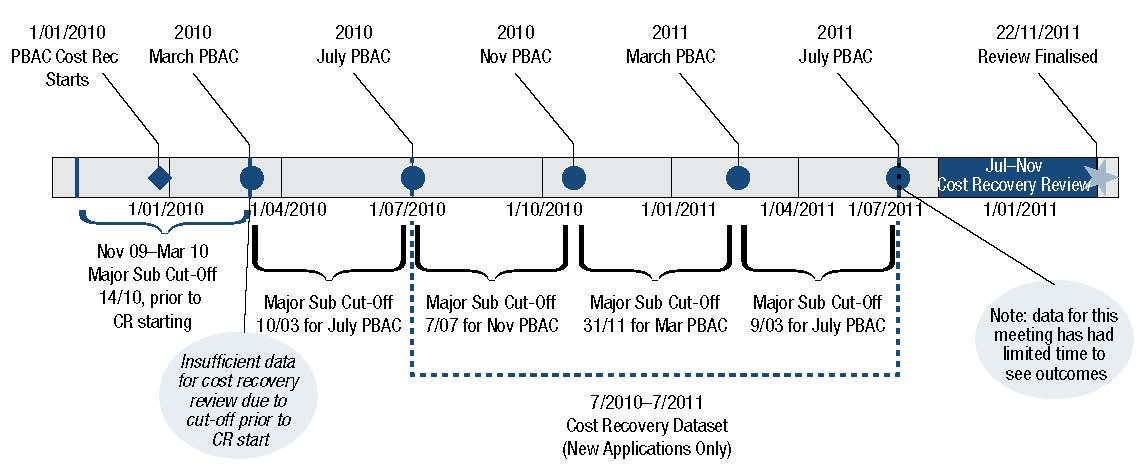 1/01/2010
PBAC Cost Rec
Starts
2010
March PBAC
2010
July PBAC
2010
Nov PBAC
2011
March PBAC
2011
July PBAC
22/11/2011
Review Finalised
Jul–Nov
Cost Recovery Review
1/01/2010
1/04/2010
1/07/2010
1/10/2010
1/01/2011
1/04/2011
1/07/2011
1/01/2011
Nov 09–Mar 10
Major Sub Cut-Off
14/10, prior to
CR starting
Major Sub Cut-Off
10/03 for July PBAC
Major Sub Cut-Off
7/07 for Nov PBAC
Major Sub Cut-Off
31/11 for Mar PBAC
Major Sub Cut-Off
9/03 for July PBAC
Insufficient data
for cost recovery
review due to
cut-off prior to
CR start
Note: data for this
meeting has had
limited time to
see outcomes
7/2010–7/2011
Cost Recovery Dataset
(New Applications Only)